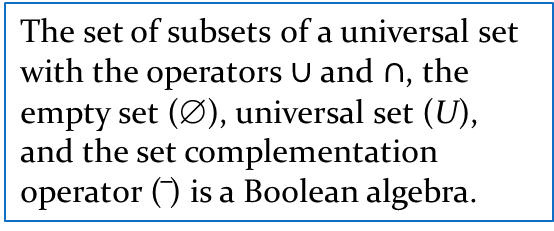 The set of subsets of a universal set
with the operators ∪ and ∩, the
empty set (∅), universal set (U),
and the set complementation
operator (¯) is a Boolean algebra.